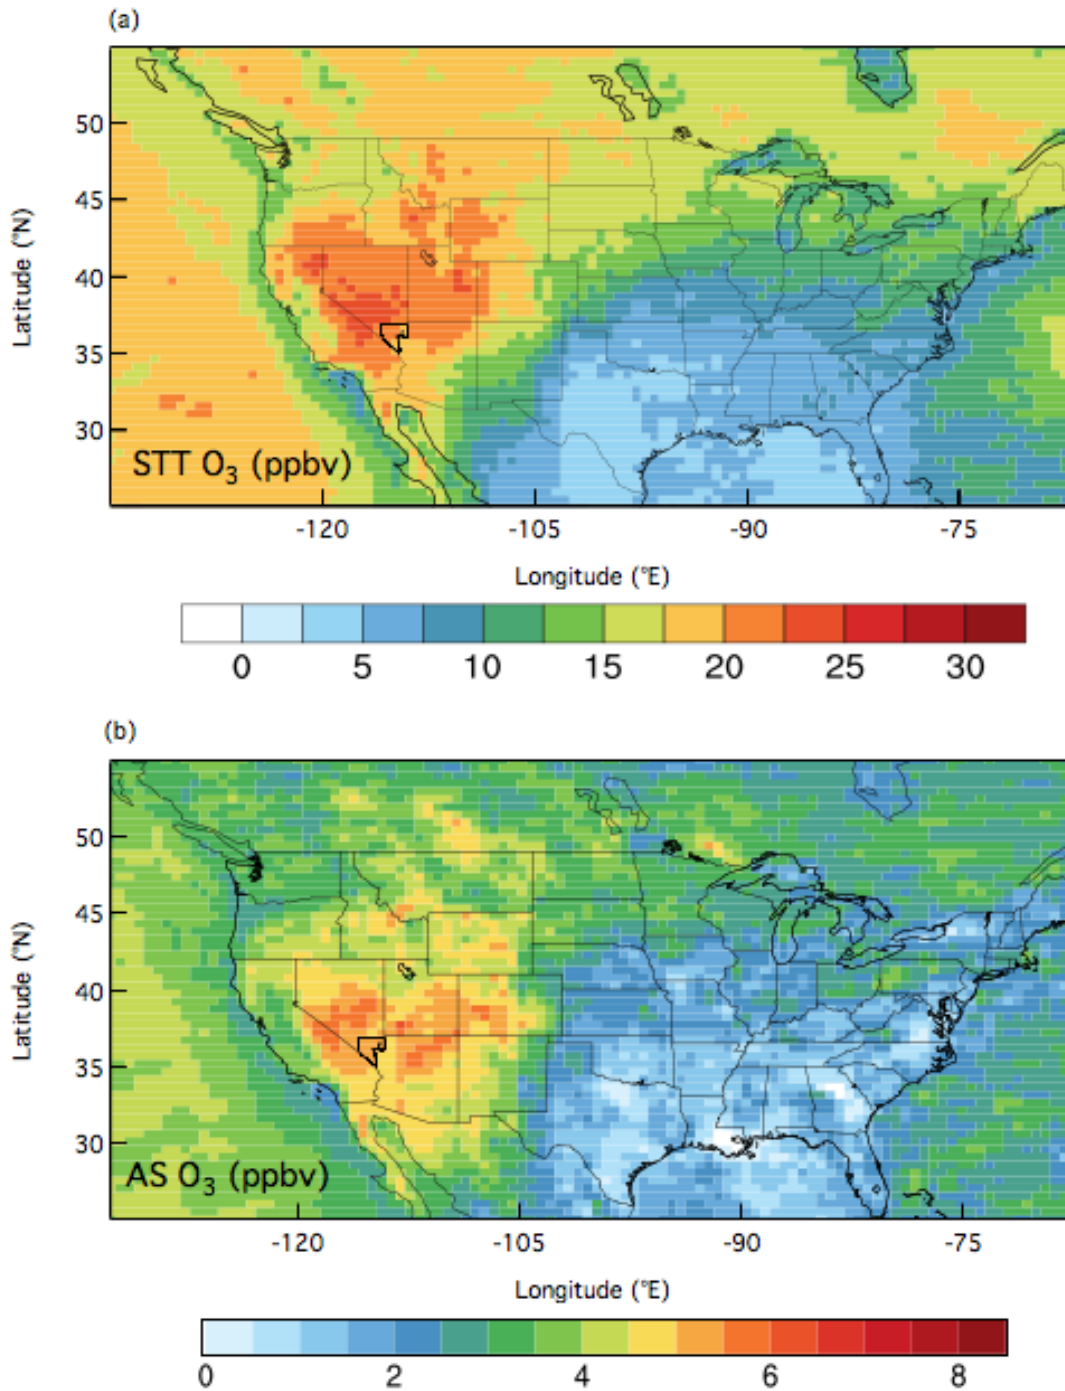 (a)
50
45
40
35
30
Latitude (°N)
STT O₃ (ppbv)
-120 -105 -90 -75
Longitude (°E)
0 5 10 15 20 25 30
(b)
50
45
40
35
30
Latitude (°N)
AS O₃ (ppbv)
-120 -105 -90 -75
Longitude (°E)
0 2 4 6 8